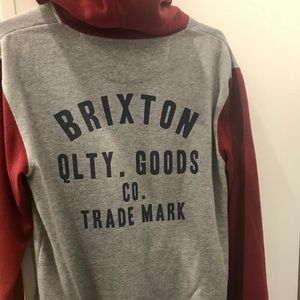 BRIXTON
QLTY. GOODS
CO.
TRADE MARK